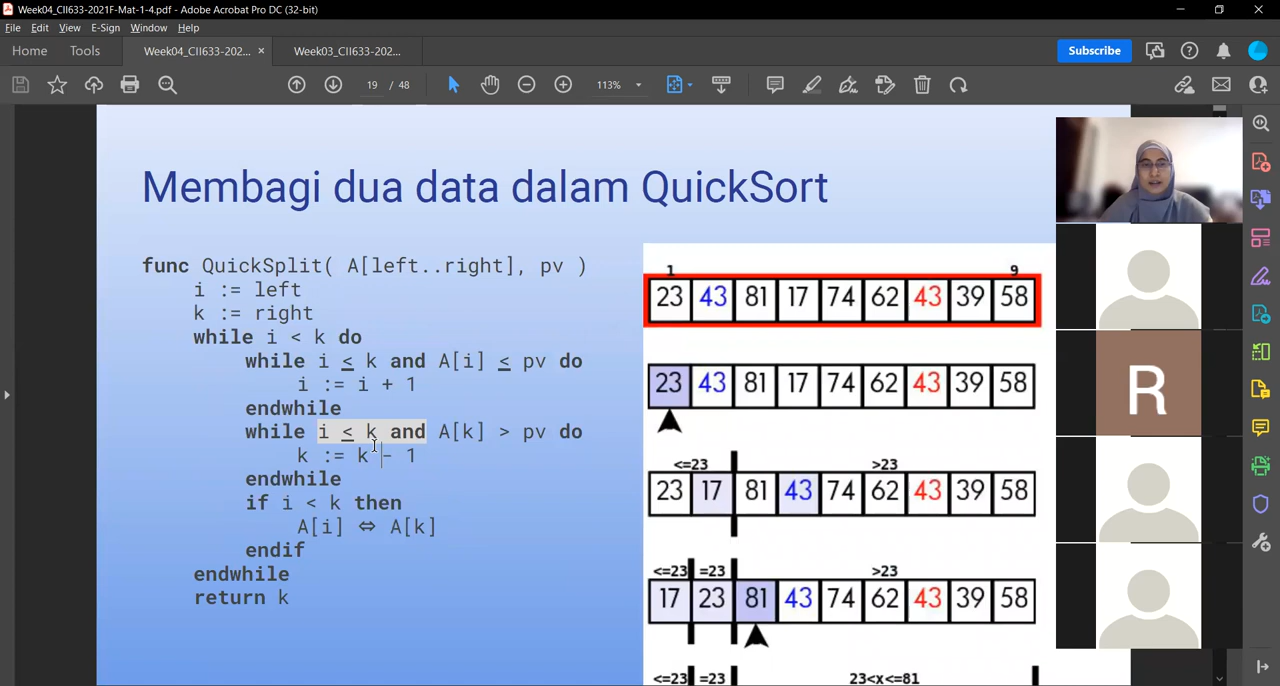 Week04_CII633-2021F-Mat-1-4.pdf - Adobe Acrobat Pro DC (32-bit)
File Edit View E-Sign Window Help
Home Tools Week04_CII633-202... × Week03_CII633-202... Subscribe
19 / 48 113%
Membagi dua data dalam QuickSort
func QuickSplit( A[left..right], pv )
i := left
k := right
while i < k do
while i ≤ k and A[i] ≤ pv do
i := i + 1
endwhile
while i ≤ k and A[k] > pv do
k := k - 1
endwhile
if i < k then
A[i] ⇔ A[k]
endif
endwhile
return k
1 9
23 43 81 17 74 62 43 39 58
23 43 81 17 74 62 43 39 58
<=23 >23
23 17 81 43 74 62 43 39 58
<=23 =23 >23
17 23 81 43 74 62 43 39 58
<=23 =23 23<x<=81
R